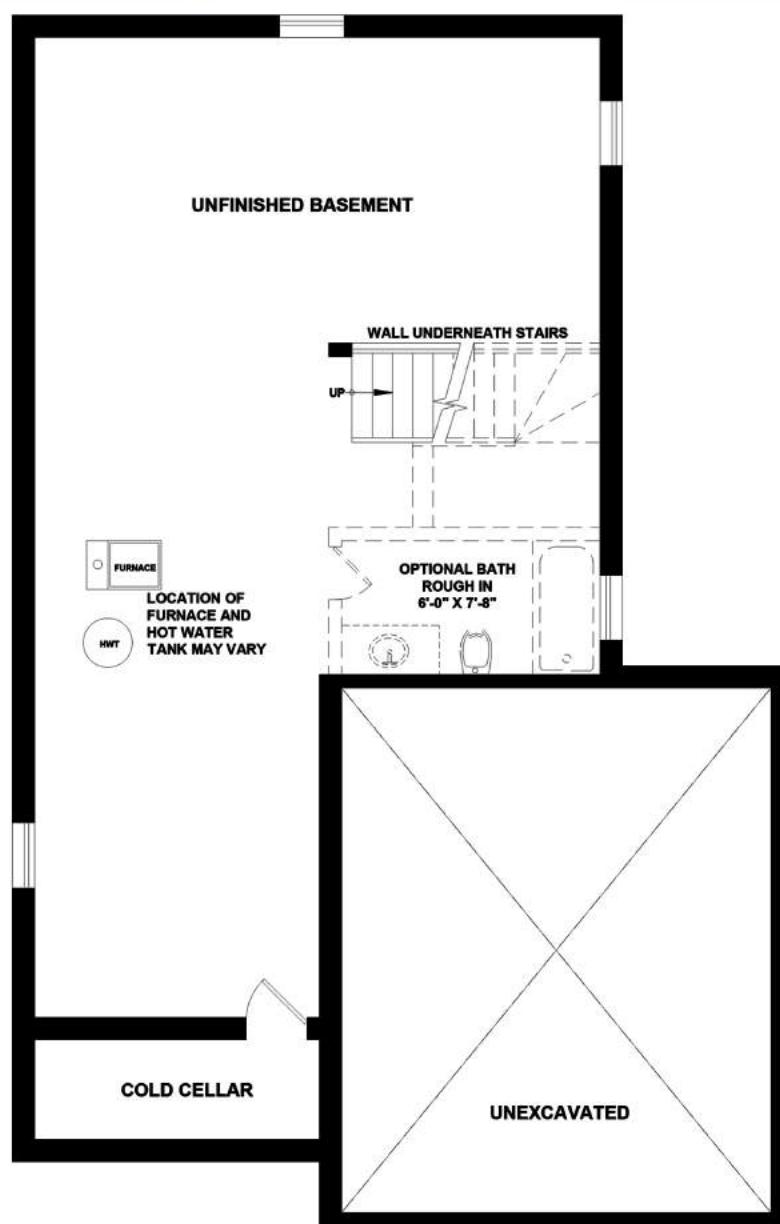 UNFINISHED BASEMENT
WALL UNDERNEATH STAIRS
UP
OPTIONAL BATH
ROUGH IN
6'-0" X 7'-8"
FURNACE
LOCATION OF
FURNACE AND
HOT WATER
TANK MAY VARY
HWT
COLD CELLAR
UNEXCAVATED